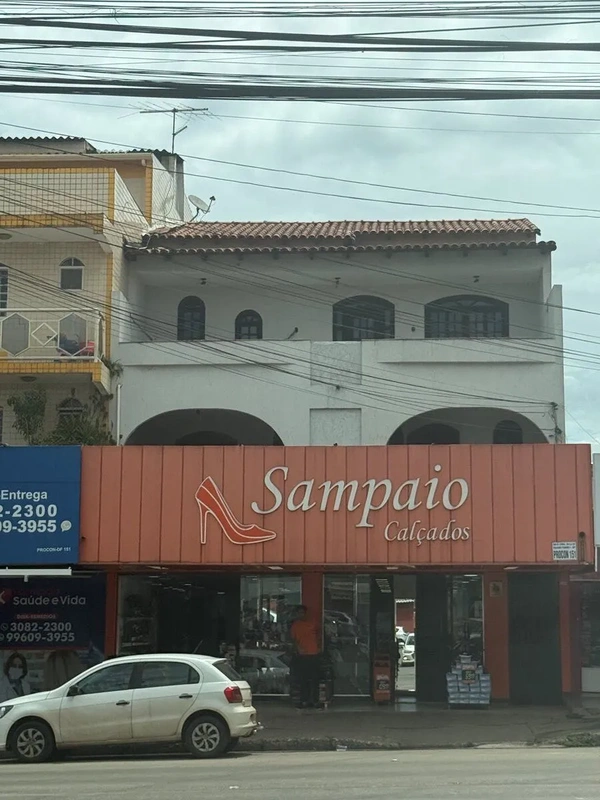 Sampaio
Calçados
PROCON 151
Entrega
2-2300
99-3955
PROCON-DF 151
Saúde e Vida
3082-2300
99609-3955